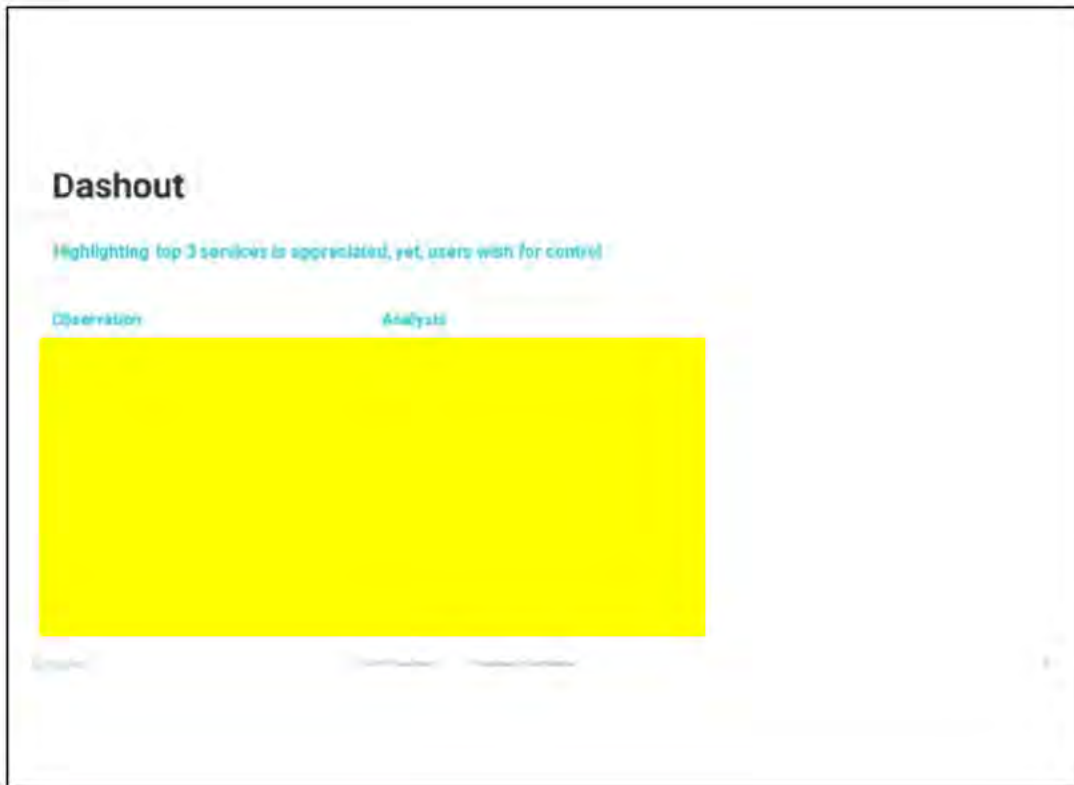 Dashout
Highlighting top 3 services is appreciated, yet, users wish for control
Observation
Analysis